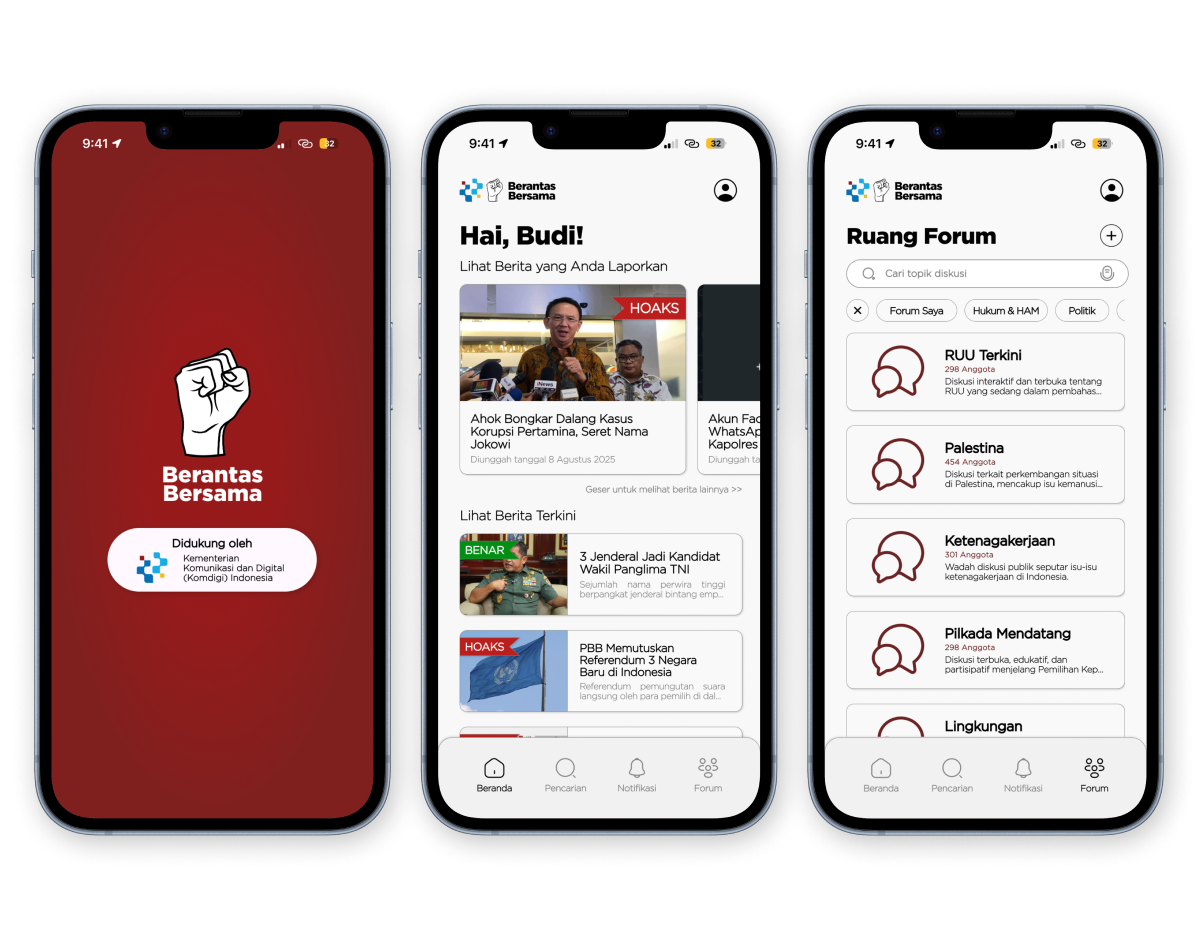 9:41
32
Berantas
Bersama
Didukung oleh
Kementerian
Komunikasi dan Digital
(Komdigi) Indonesia
9:41
32
Berantas
Bersama
Hai, Budi!
Lihat Berita yang Anda Laporkan
HOAKS
iNews
Ahok Bongkar Dalang Kasus
Korupsi Pertamina, Seret Nama
Jokowi
Diunggah tanggal 8 Agustus 2025
Akun Fac
WhatsAp
Kapolres
Diunggah ta
Geser untuk melihat berita lainnya >>
Lihat Berita Terkini
BENAR
3 Jenderal Jadi Kandidat
Wakil Panglima TNI
Sejumlah nama perwira tinggi
berpangkat jenderal bintang emp...
HOAKS
PBB Memutuskan
Referendum 3 Negara
Baru di Indonesia
Referendum pemungutan suara
langsung oleh para pemilih di dal...
Beranda
Pencarian
Notifikasi
Forum
9:41
32
Berantas
Bersama
Ruang Forum
Cari topik diskusi
Forum Saya
Hukum & HAM
Politik
RUU Terkini
298 Anggota
Diskusi interaktif dan terbuka tentang
RUU yang sedang dalam pembahas...
Palestina
454 Anggota
Diskusi terkait perkembangan situasi
di Palestina, mencakup isu kemanusi...
Ketenagakerjaan
301 Anggota
Wadah diskusi publik seputar isu-isu
ketenagakerjaan di Indonesia.
Pilkada Mendatang
298 Anggota
Diskusi terbuka, edukatif, dan
partisipatif menjelang Pemilihan Kep...
Lingkungan
Beranda
Pencarian
Notifikasi
Forum